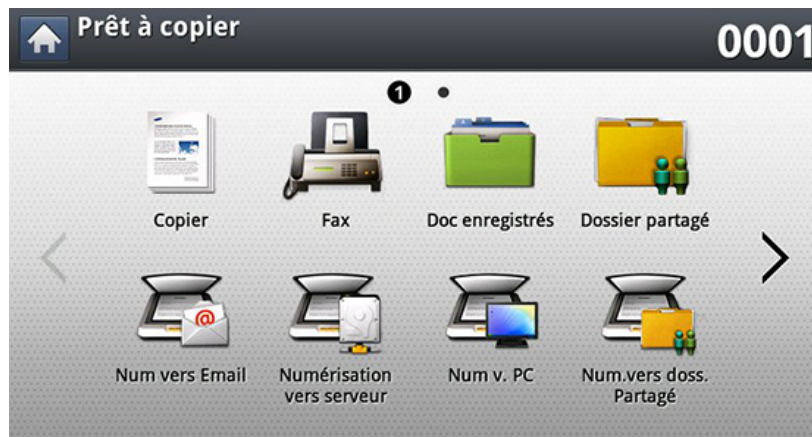 Prêt à copier
0001
1
Copier
Fax
Doc enregistrés
Dossier partagé
Num vers Email
Numérisation
vers serveur
Num v. PC
Num.vers doss.
Partagé